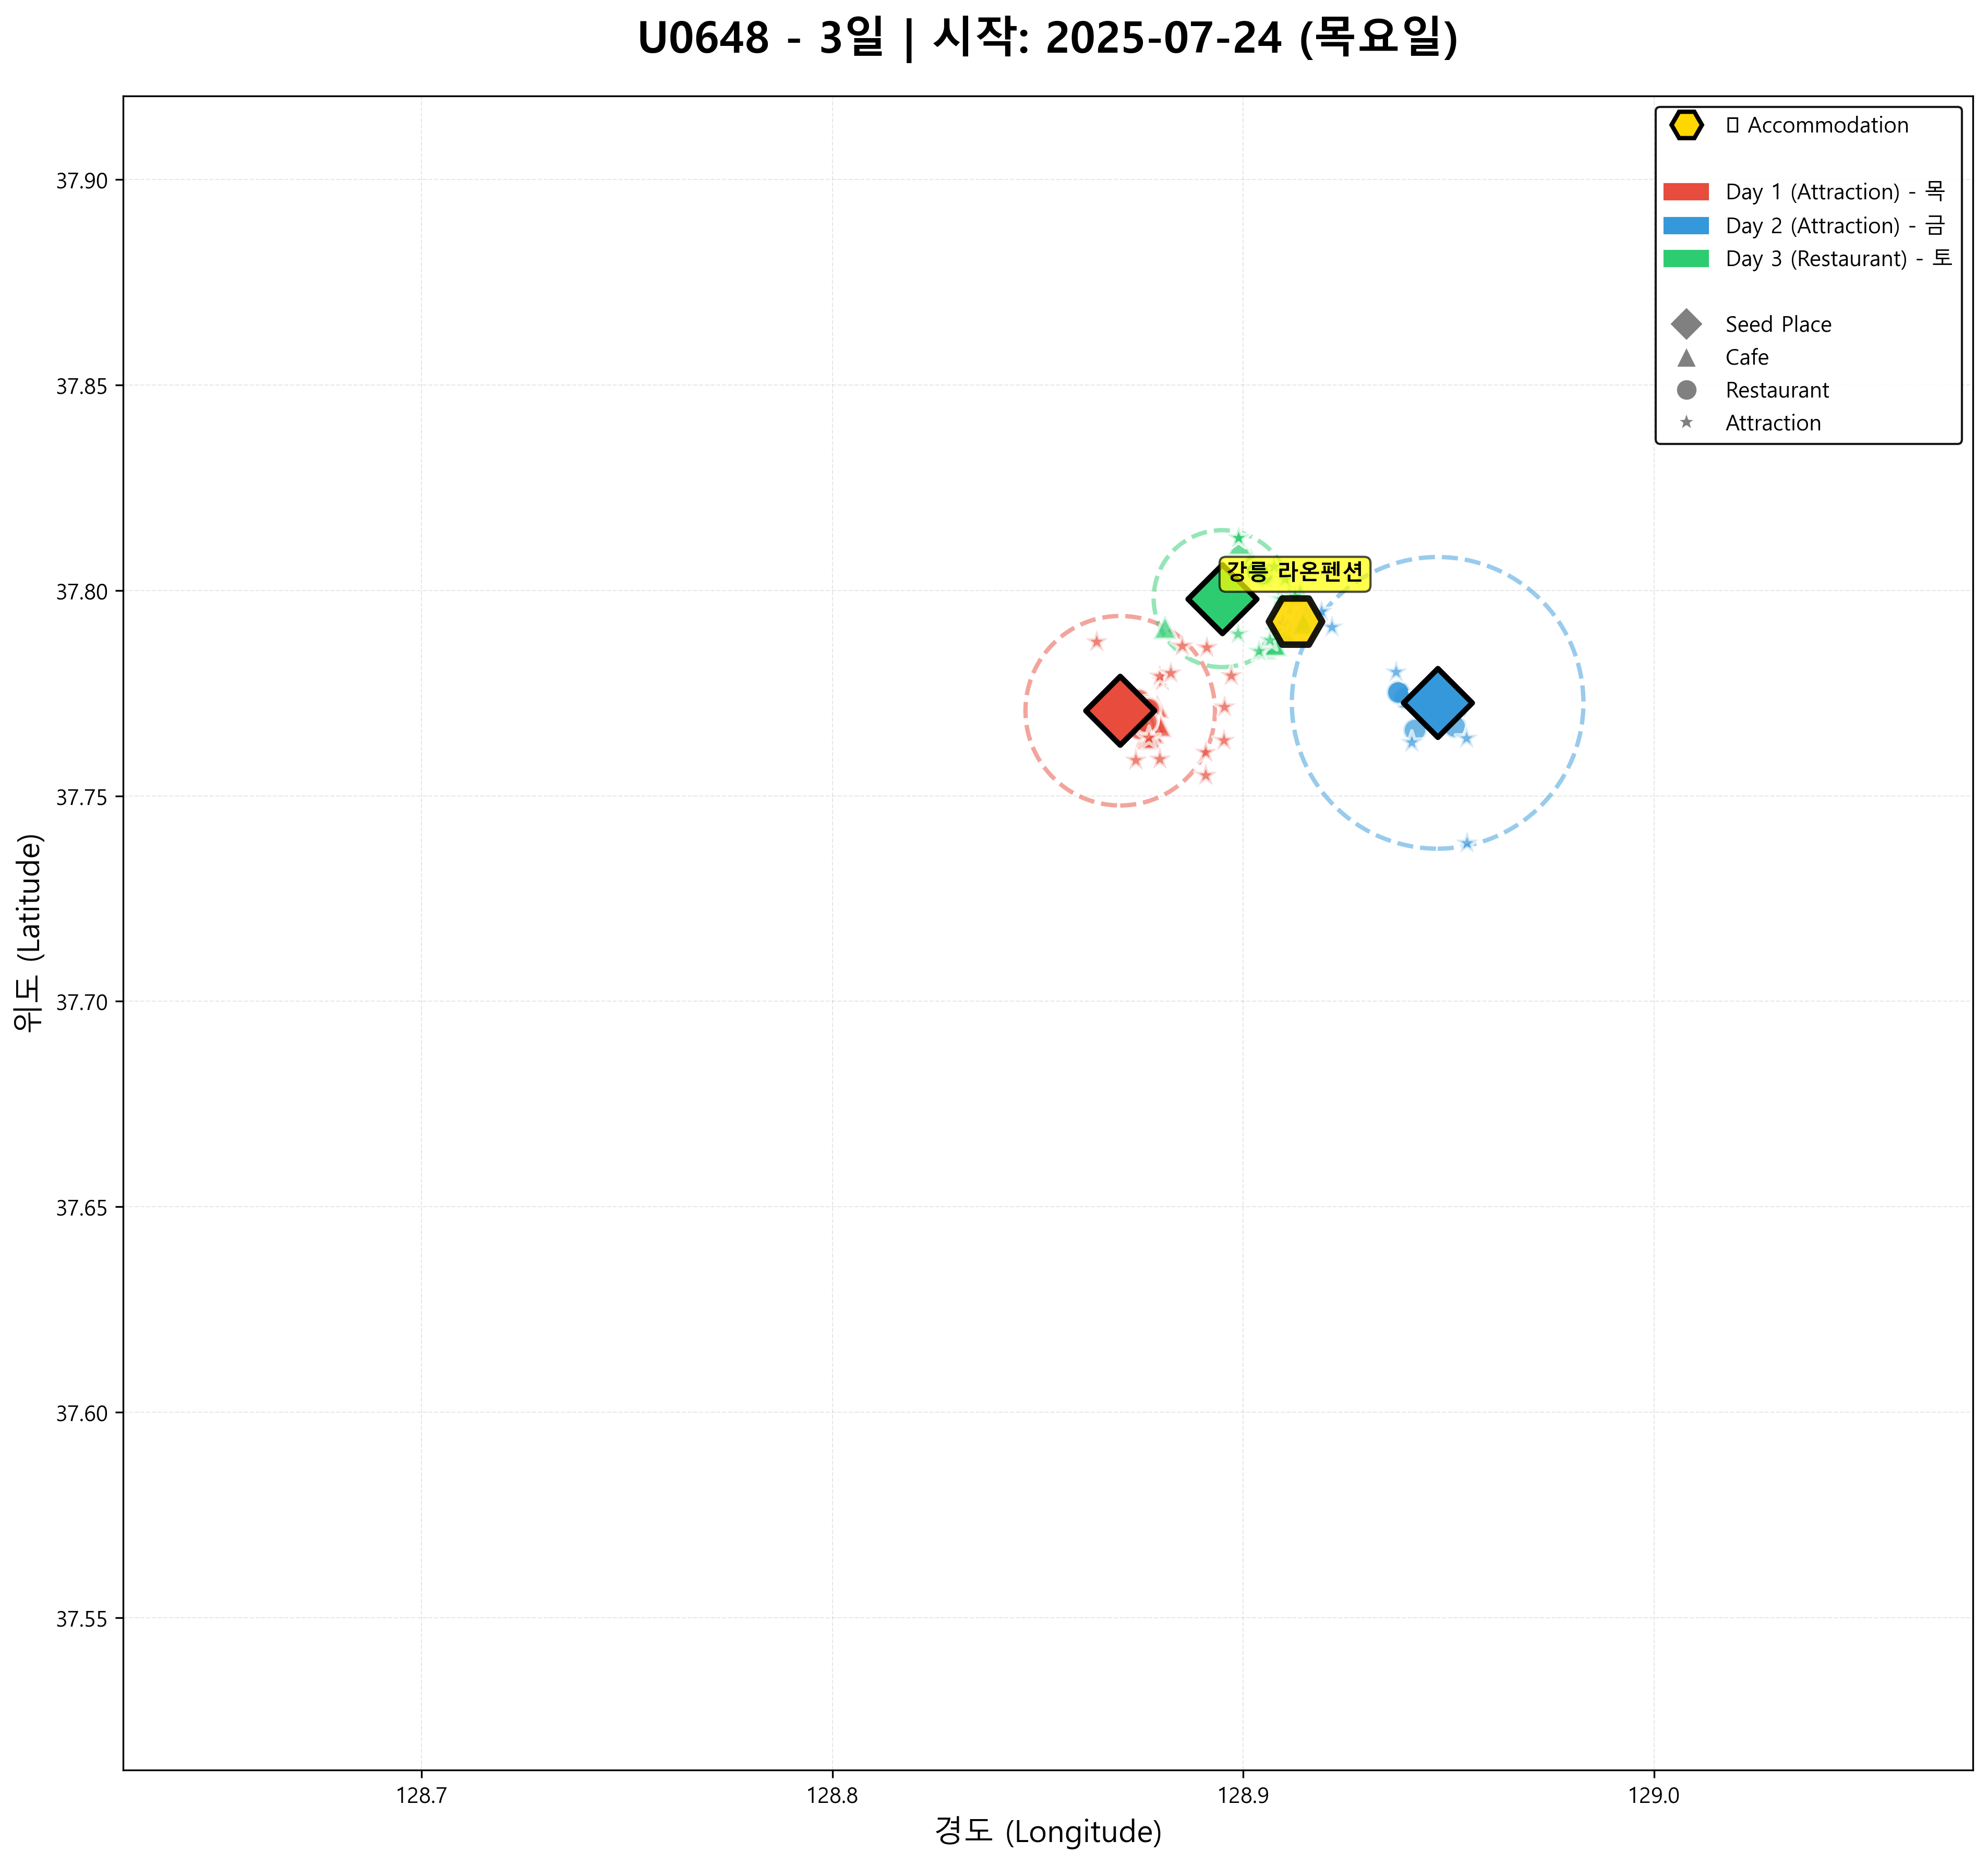 U0648 - 3일 | 시작: 2025-07-24 (목요일)
Accommodation
Day 1 (Attraction) - 목
Day 2 (Attraction) - 금
Day 3 (Restaurant) - 토
Seed Place
Cafe
Restaurant
Attraction
37.90
37.85
37.80
37.75
37.70
37.65
37.60
37.55
위도 (Latitude)
강릉 라온펜션
128.7
128.8
128.9
129.0
경도 (Longitude)